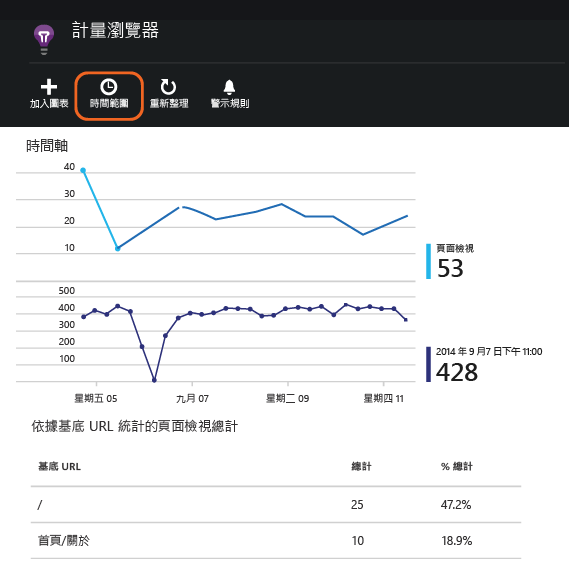 計量瀏覽器
加入圖表 時間範圍 重新整理 警示規則
時間軸
40
30
20
10
頁面檢視
53
500
400
300
200
100
2014 年 9 月7 日下午 11:00
428
星期五 05 九月 07 星期二 09 星期四 11
依據基底 URL 統計的頁面檢視總計
基底 URL 總計 % 總計
/ 25 47.2%
首頁/關於 10 18.9%